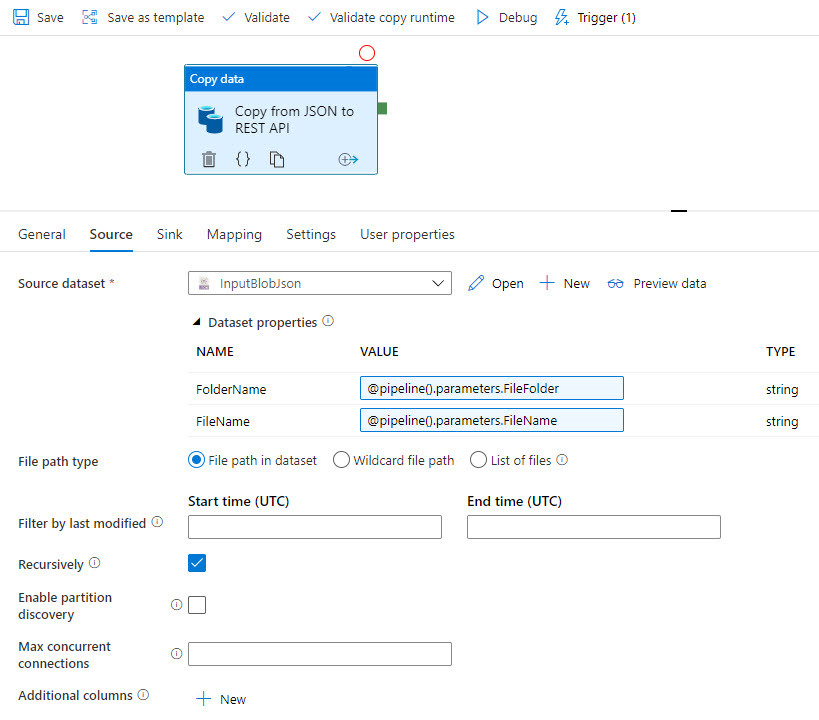 Save Save as template Validate Validate copy runtime Debug Trigger (1)
Copy data
Copy from JSON to
REST API
General Source Sink Mapping Settings User properties
Source dataset * InputBlobJson Open New Preview data
Dataset properties
NAME VALUE TYPE
FolderName @pipeline().parameters.FileFolder string
FileName @pipeline().parameters.FileName string
File path type File path in dataset Wildcard file path List of files
Start time (UTC) End time (UTC)
Filter by last modified
Recursively
Enable partition
discovery
Max concurrent
connections
Additional columns New